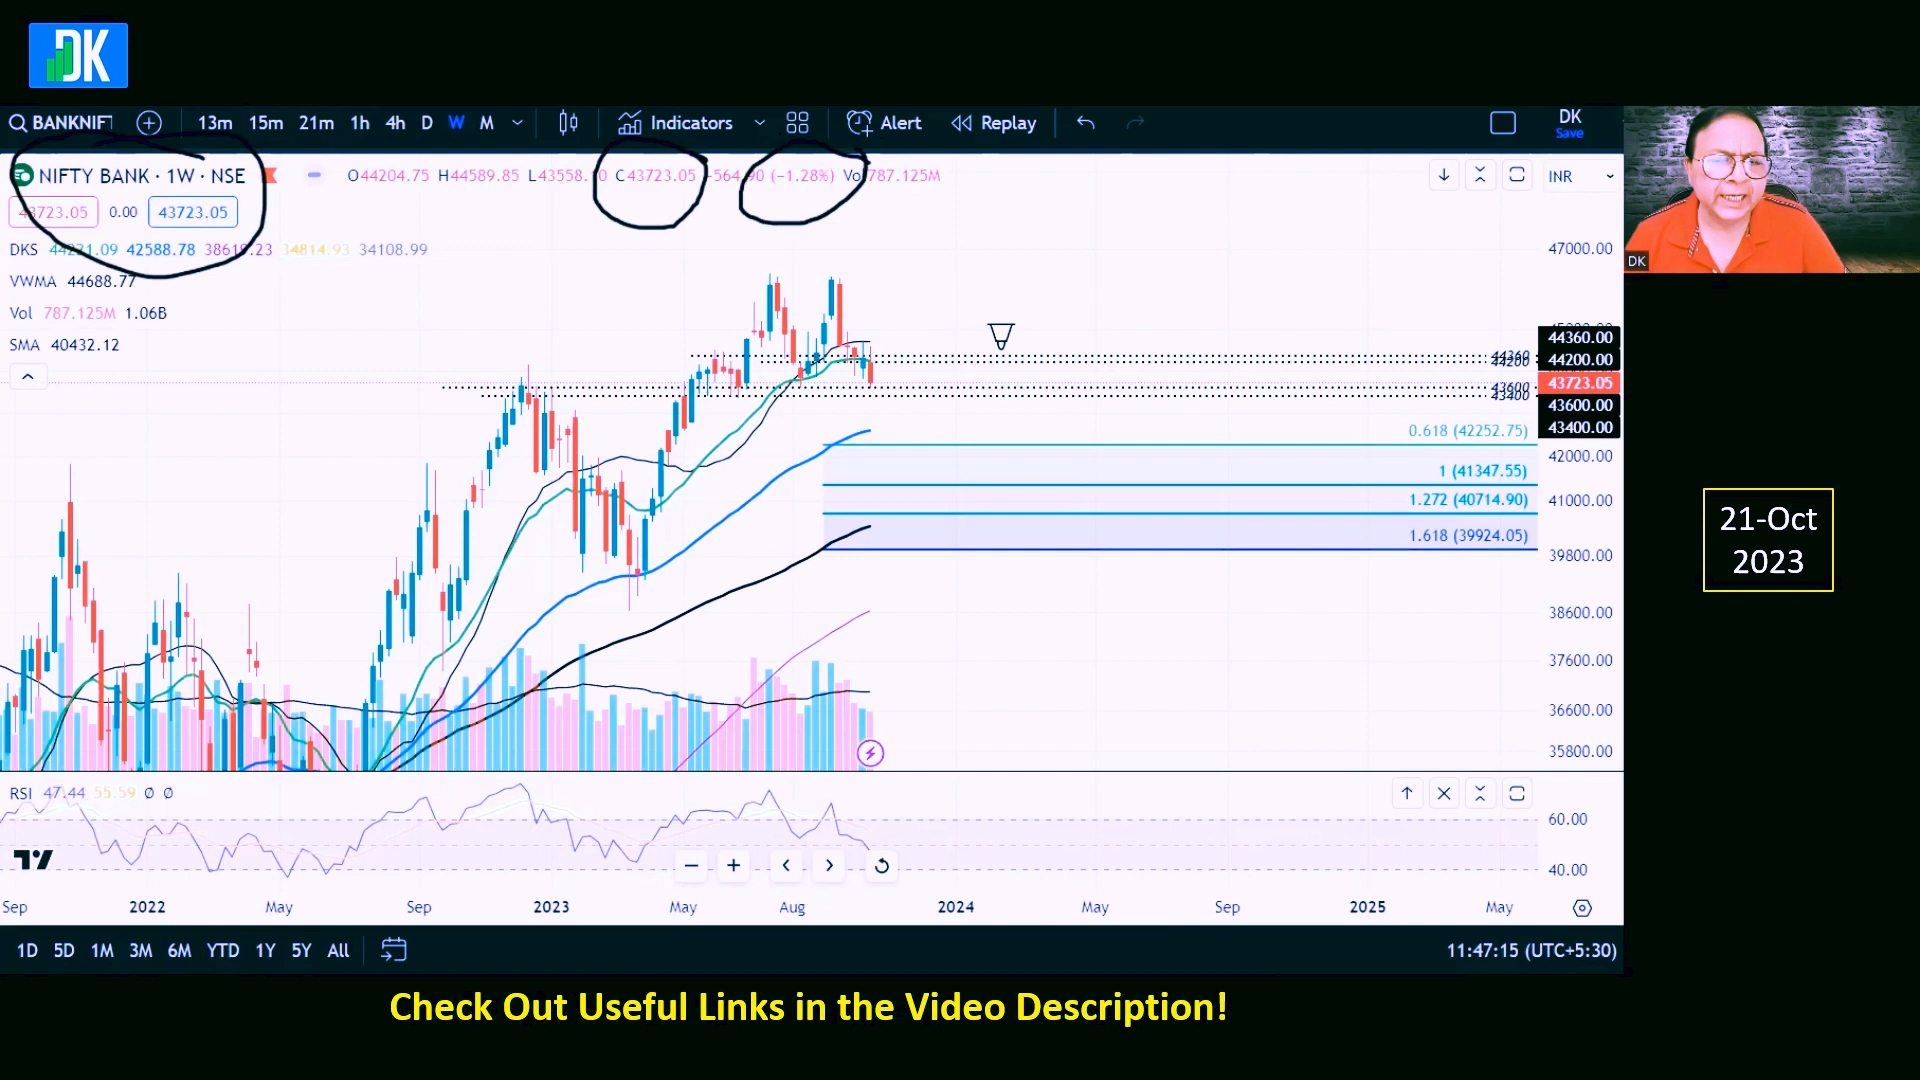 DK
BANKNIF
13m 15m 21m 1h 4h D W M Indicators Alert Replay DK
Save
NIFTY BANK · 1W · NSE O44204.75 H44589.85 C43723.05 (−1.28%) 787.125M INR
43723.05 0.00 43723.05
DKS 42588.78 34814.93 34108.99
VWMA 44688.77
Vol 787.125M 1.06B
SMA 40432.12
47000.00
44360 44360.00
44200 44200.00
43723.05
43600 43600.00
43400 43400.00
0.618 (42252.75)
42000.00
1 (41347.55)
41000.00
1.272 (40714.90)
1.618 (39924.05)
39800.00
38600.00
37600.00
36600.00
35800.00
RSI 47.44 55.59 Ø Ø
60.00
40.00
Sep 2022 May Sep 2023 May Aug 2024 May Sep 2025 May
1D 5D 1M 3M 6M YTD 1Y 5Y All 11:47:15 (UTC+5:30)
DK
21-Oct
2023
Check Out Useful Links in the Video Description!